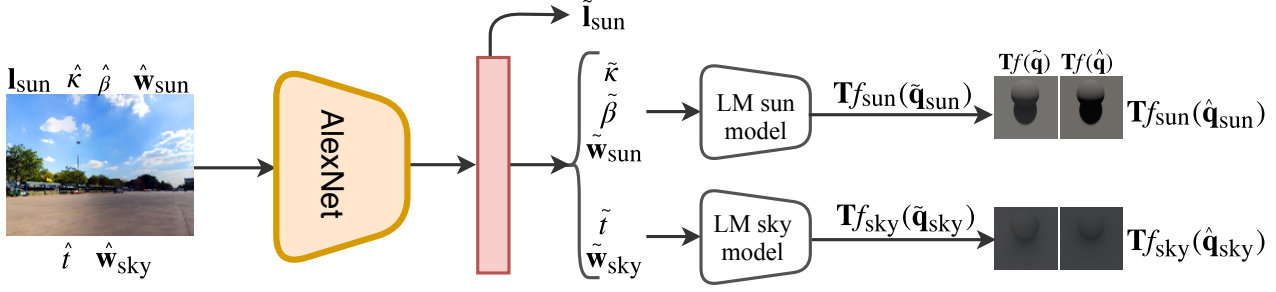 l̃_sun
l_sun κ̂ β̂ ŵ_sun
AlexNet
κ̃
β̃
w̃_sun
LM sun
model
Tf_sun(q̃_sun)
Tf(q̃) Tf(q̂)
Tf_sun(q̂_sun)
t̂ ŵ_sky
t̃
w̃_sky
LM sky
model
Tf_sky(q̃_sky)
Tf_sky(q̂_sky)